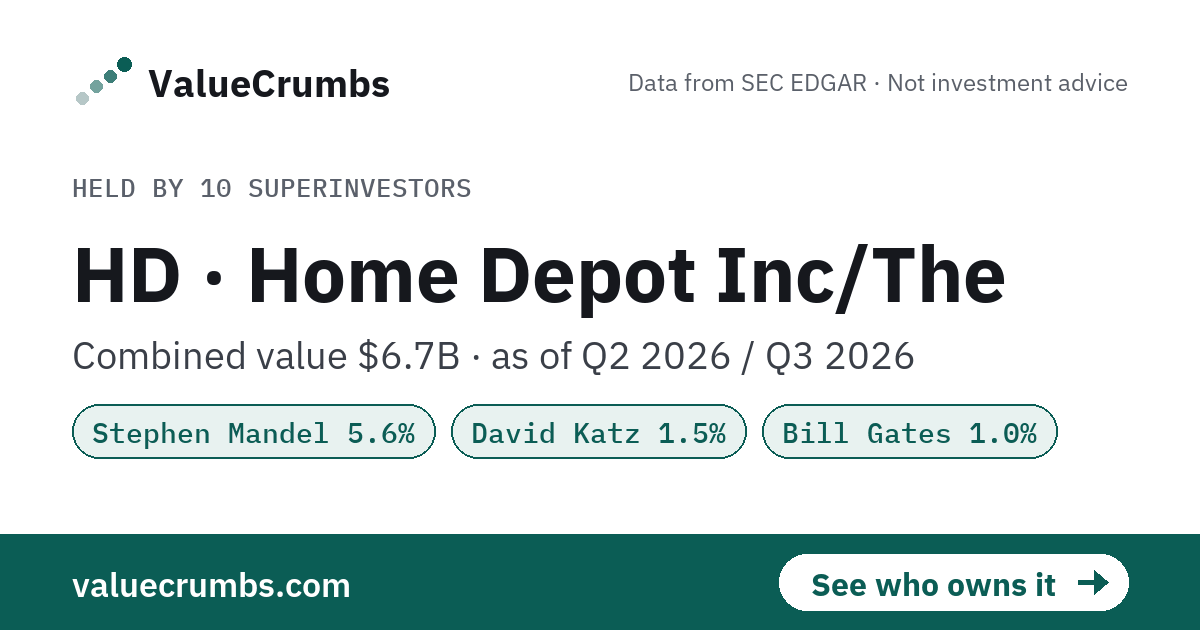 ValueCrumbs
Data from SEC EDGAR · Not investment advice
HELD BY 10 SUPERINVESTORS
HD · Home Depot Inc/The
Combined value $6.7B · as of Q2 2026 / Q3 2026
Stephen Mandel 5.6%
David Katz 1.5%
Bill Gates 1.0%
valuecrumbs.com
See who owns it →